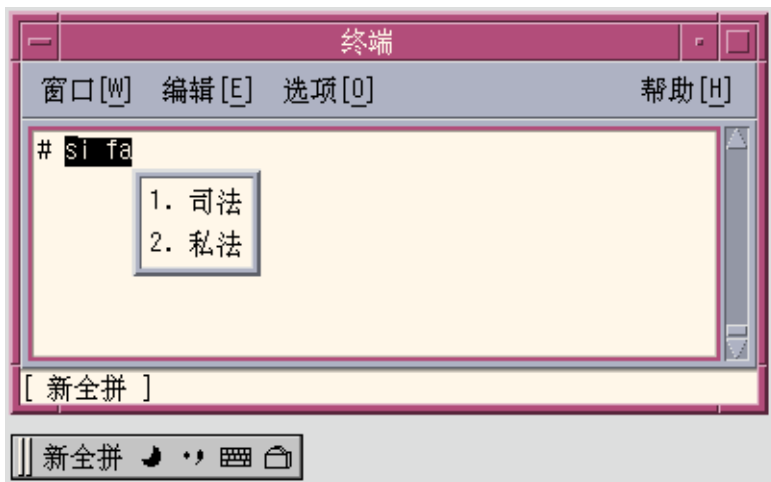 终端
窗口[W] 编辑[E] 选项[O] 帮助[H]
# si fa
1. 司法
2. 私法
[ 新全拼 ]
新全拼